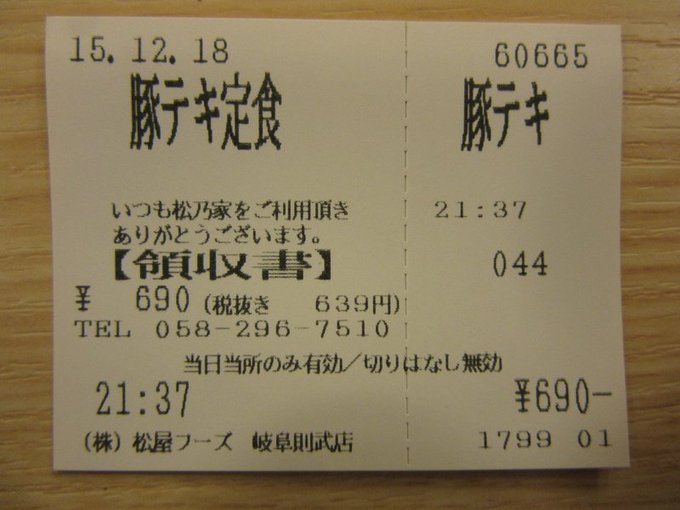 15.12.18 60665
豚テキ定食 豚テキ
いつも松乃家をご利用頂き 21:37
ありがとうございます。
【領収書】 044
¥ 690 (税抜き 639円)
TEL 058-296-7510
当日当所のみ有効/切りはなし無効
21:37 ¥690-
(株) 松屋フーズ 岐阜則武店 1799 01